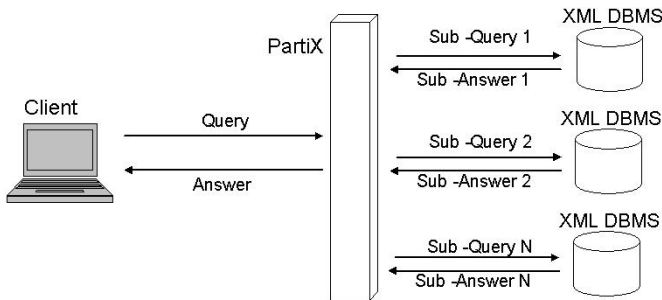 XML DBMS
PartiX
Sub -Query 1
Sub -Answer 1
Client
Query
XML DBMS
Sub -Query 2
Answer
Sub -Answer 2
XML DBMS
Sub -Query N
Sub -Answer N